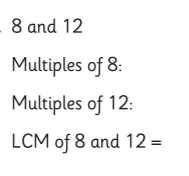 8 and 12
Multiples of 8:
Multiples of 12:
LCM of 8 and 12 =